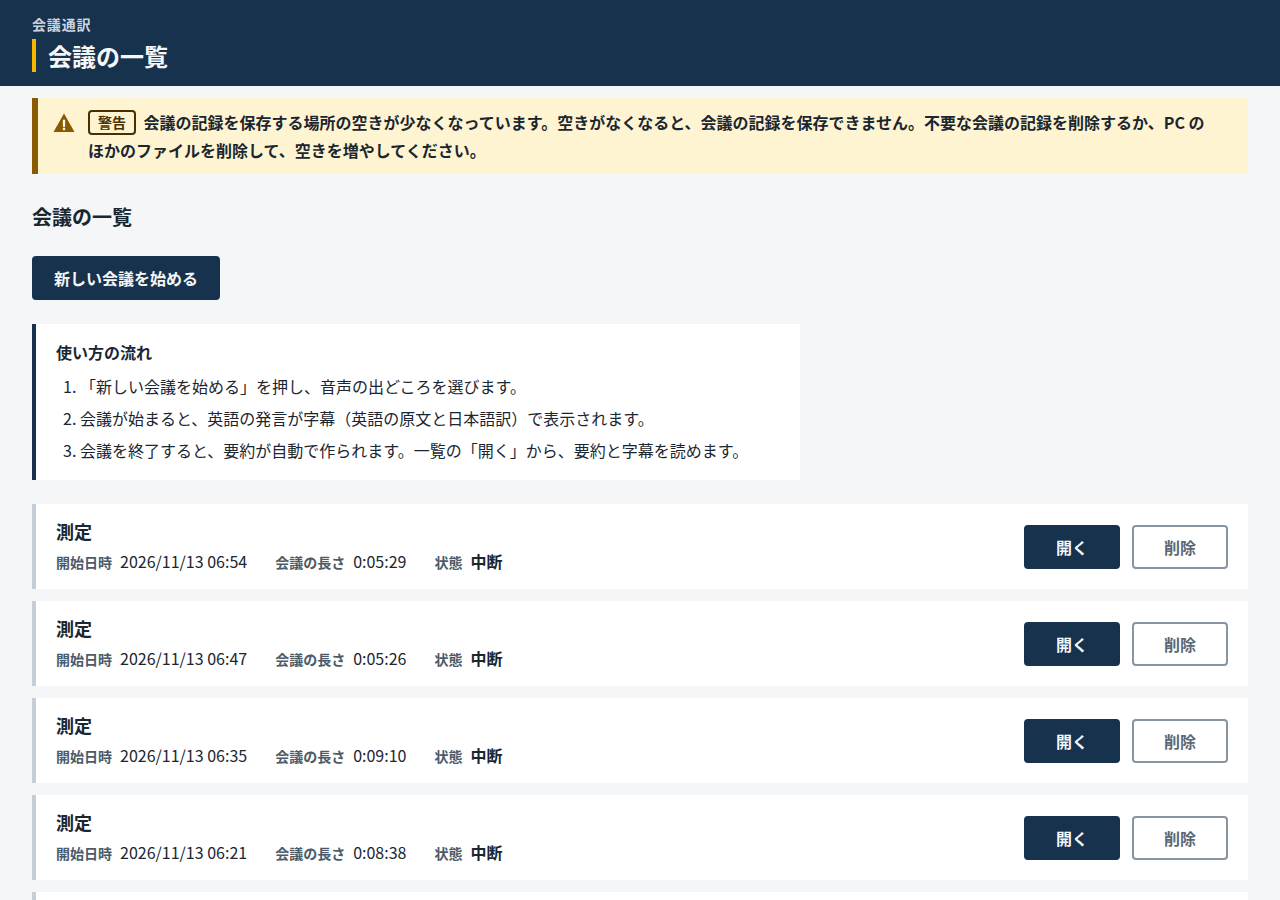 会議通訳
会議の一覧
警告 会議の記録を保存する場所の空きが少なくなっています。空きがなくなると、会議の記録を保存できません。不要な会議の記録を削除するか、PC の
ほかのファイルを削除して、空きを増やしてください。
会議の一覧
新しい会議を始める
使い方の流れ
1. 「新しい会議を始める」を押し、音声の出どころを選びます。
2. 会議が始まると、英語の発言が字幕（英語の原文と日本語訳）で表示されます。
3. 会議を終了すると、要約が自動で作られます。一覧の「開く」から、要約と字幕を読めます。
測定
開始日時 2026/11/13 06:54 会議の長さ 0:05:29 状態 中断
開く 削除
測定
開始日時 2026/11/13 06:47 会議の長さ 0:05:26 状態 中断
開く 削除
測定
開始日時 2026/11/13 06:35 会議の長さ 0:09:10 状態 中断
開く 削除
測定
開始日時 2026/11/13 06:21 会議の長さ 0:08:38 状態 中断
開く 削除